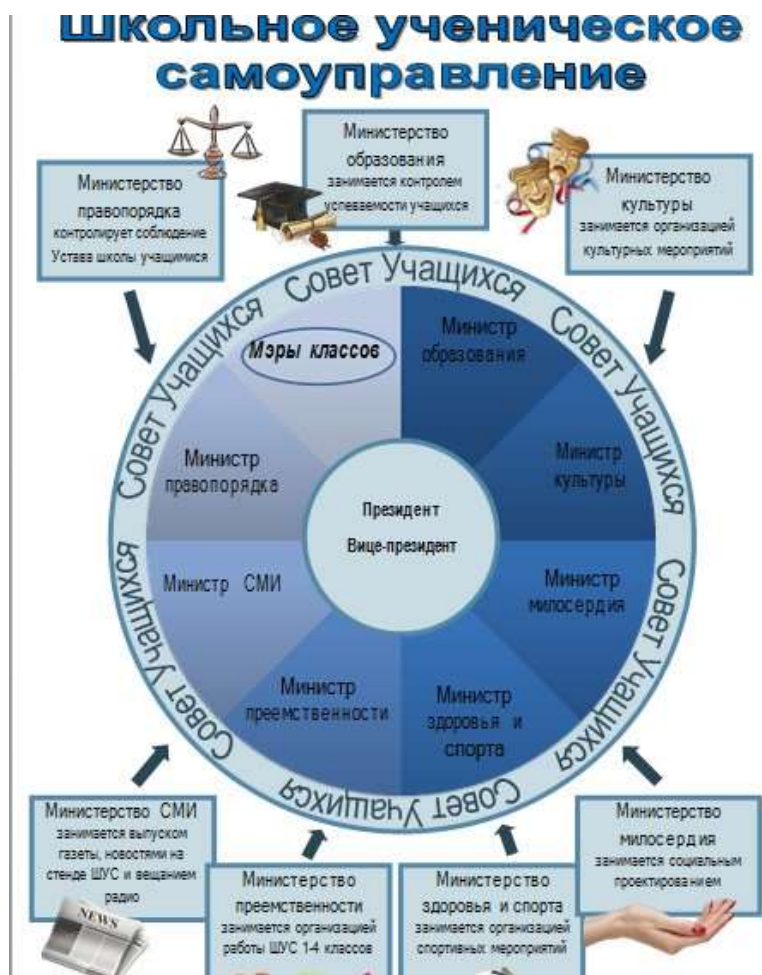 Школьное ученическое
самоуправление
Министерство
образования
занимается контролем
успеваемости учащихся
Министерство
правопорядка
контролирует соблюдение
Устава школы учащимися
Министерство
культуры
занимается организацией
культурных мероприятий
Совет Учащихся
Совет Учащихся
Совет Учащихся
Совет Учащихся
Совет Учащихся
Совет Учащихся
Мэры классов
Министр
образования
Министр
культуры
Министр
правопорядка
Президент
Вице-президент
Министр СМИ
Министр
милосердия
Министр
преемственности
Министр
здоровья и
спорта
Министерство СМИ
занимается выпуском
газеты, новостями на
стенде ШУС и вещанием
радио
NEWS
Министерство
преемственности
занимается организацией
работы ШУС 1-4 классов
Министерство
здоровья и спорта
занимается организацией
спортивных мероприятий
Министерство
милосердия
занимается социальным
проектированием